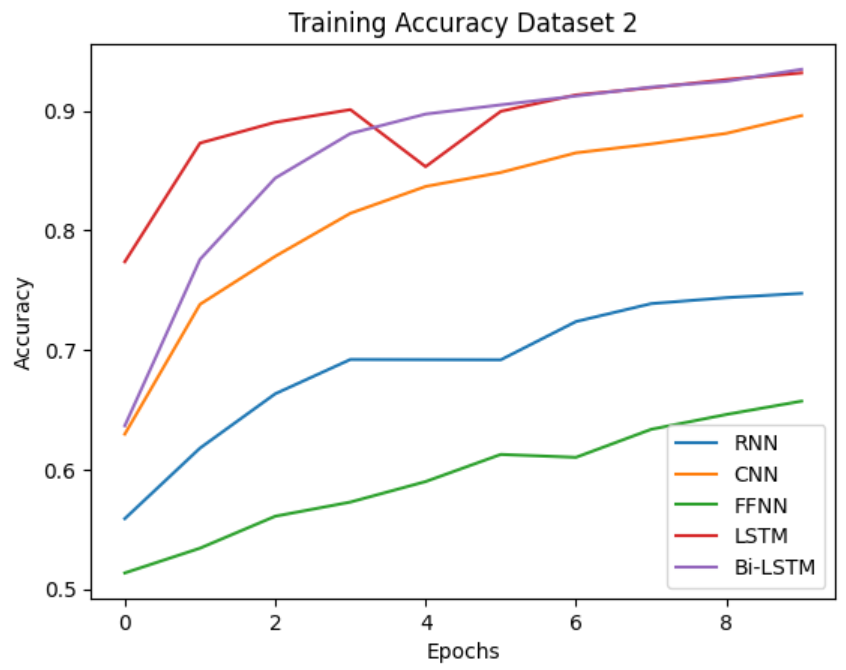 Training Accuracy Dataset 2
0.9
0.8
0.7
0.6
0.5
Accuracy
0
2
4
6
8
Epochs
RNN
CNN
FFNN
LSTM
Bi-LSTM